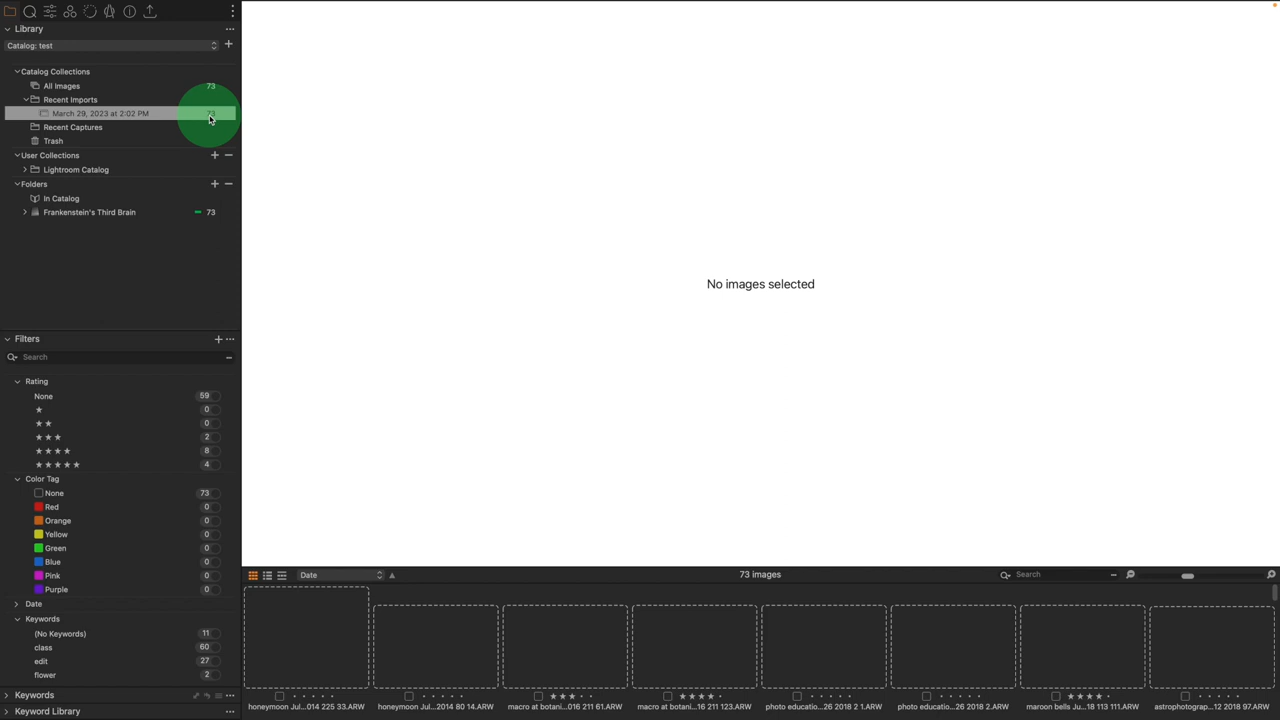 Library
Catalog: test
Catalog Collections
All Images 73
Recent Imports
March 29, 2023 at 2:02 PM 73
Recent Captures
Trash
User Collections
Lightroom Catalog
Folders
In Catalog
Frankenstein's Third Brain 73
Filters
Search
Rating
None 59
★ 0
★★ 0
★★★ 2
★★★★ 8
★★★★★ 4
Color Tag
None 73
Red 0
Orange 0
Yellow 0
Green 0
Blue 0
Pink 0
Purple 0
Date
Keywords
(No Keywords) 11
class 60
edit 27
flower 2
Keywords
Keyword Library
No images selected
Date
73 images
Search
honeymoon Jul...014 225 33.ARW
honeymoon Jul...2014 80 14.ARW
macro at botani...016 211 61.ARW
macro at botani...16 211 123.ARW
photo educatio...26 2018 2 1.ARW
photo educatio...26 2018 2.ARW
maroon bells Ju...18 113 111.ARW
astrophotograp...12 2018 97.ARW